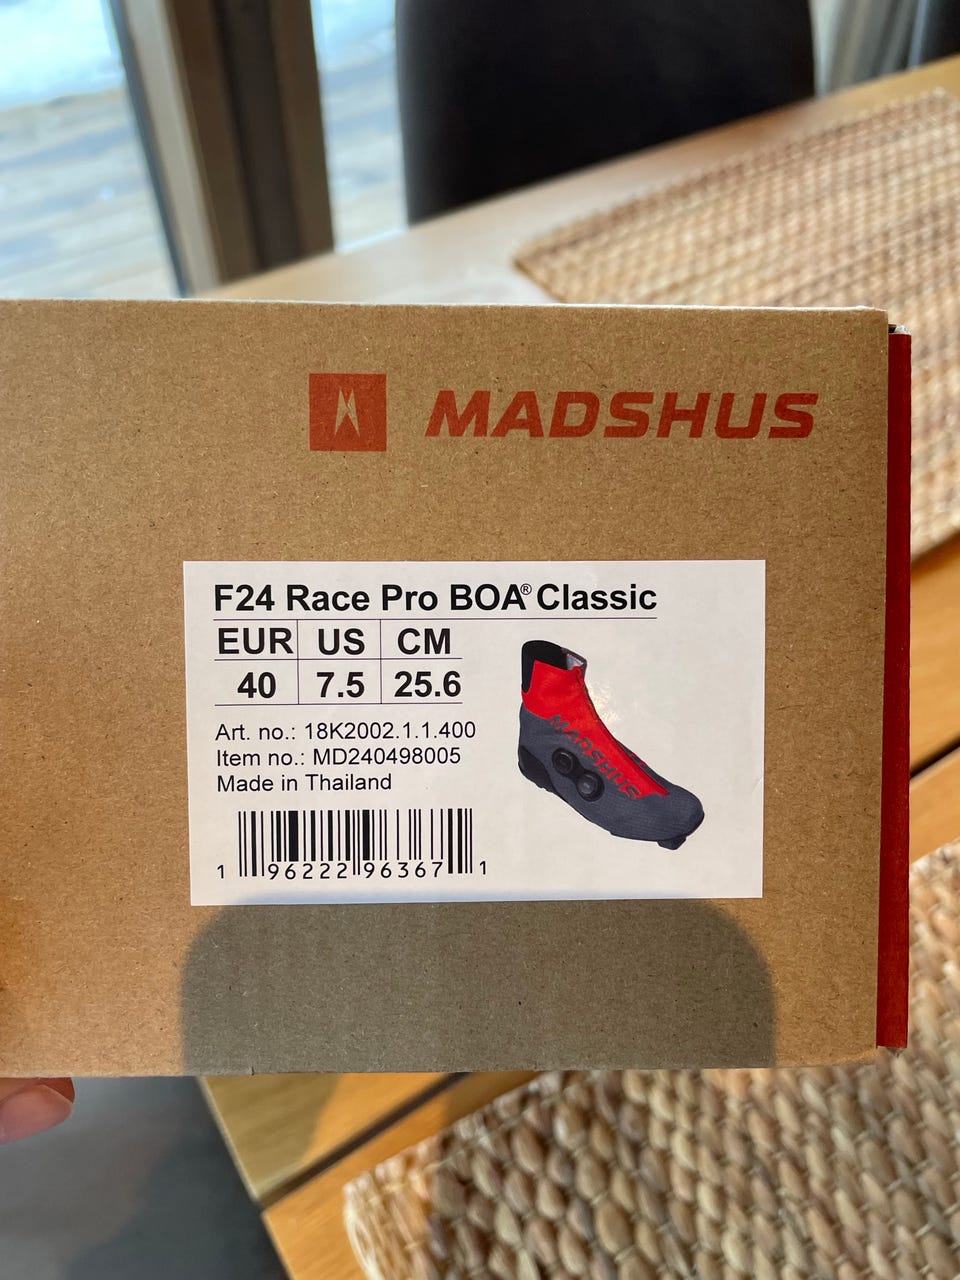 MADSHUS
F24 Race Pro BOA® Classic
EUR US CM
40 7.5 25.6
Art. no.: 18K2002.1.1.400
Item no.: MD240498005
Made in Thailand
MADSHUS
1 96222 96367 1